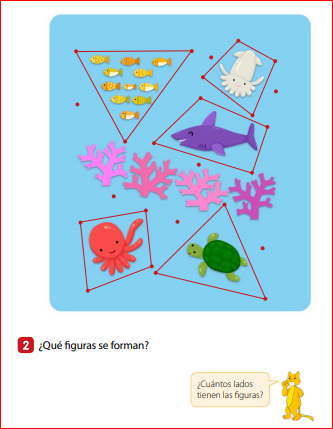 2 ¿Qué figuras se forman?
¿Cuántos lados
tienen las figuras?